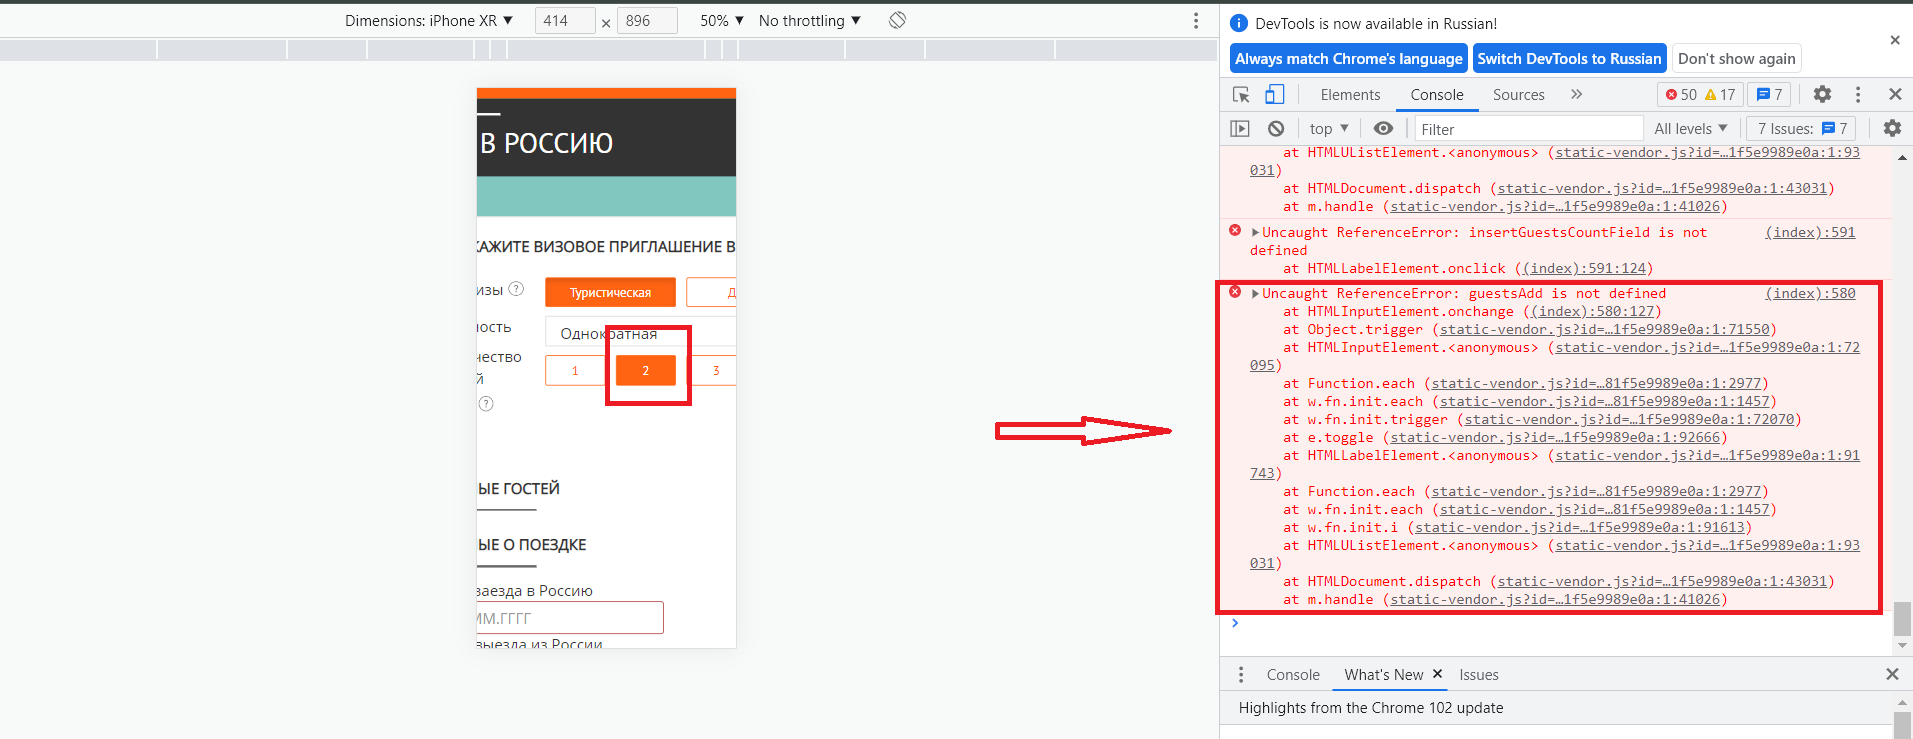 Dimensions: iPhone XR ▼ 414 × 896 50% ▼ No throttling ▼
В РОССИЮ
КАЖИТЕ ВИЗОВОЕ ПРИГЛАШЕНИЕ В
изы ? Туристическая Д
ость Однократная
чество 1 2 3
й
?
ЫЕ ГОСТЕЙ
ЫЕ О ПОЕЗДКЕ
заезда в Россию
ММ.ГГГГ
выезда из России
DevTools is now available in Russian!
Always match Chrome's language Switch DevTools to Russian Don't show again
Elements Console Sources » 50 17 7
top ▼ Filter All levels ▼ 7 Issues: 7
at HTMLUListElement.<anonymous> (static-vendor.js?id=…1f5e9989e0a:1:93
031)
at HTMLDocument.dispatch (static-vendor.js?id=…1f5e9989e0a:1:43031)
at m.handle (static-vendor.js?id=…1f5e9989e0a:1:41026)
Uncaught ReferenceError: insertGuestsCountField is not (index):591
defined
at HTMLLabelElement.onclick ((index):591:124)
Uncaught ReferenceError: guestsAdd is not defined (index):580
at HTMLInputElement.onchange ((index):580:127)
at Object.trigger (static-vendor.js?id=…1f5e9989e0a:1:71550)
at HTMLInputElement.<anonymous> (static-vendor.js?id=…1f5e9989e0a:1:72
095)
at Function.each (static-vendor.js?id=…81f5e9989e0a:1:2977)
at w.fn.init.each (static-vendor.js?id=…81f5e9989e0a:1:1457)
at w.fn.init.trigger (static-vendor.js?id=…1f5e9989e0a:1:72070)
at e.toggle (static-vendor.js?id=…1f5e9989e0a:1:92666)
at HTMLLabelElement.<anonymous> (static-vendor.js?id=…1f5e9989e0a:1:91
743)
at Function.each (static-vendor.js?id=…81f5e9989e0a:1:2977)
at w.fn.init.each (static-vendor.js?id=…81f5e9989e0a:1:1457)
at w.fn.init.i (static-vendor.js?id=…1f5e9989e0a:1:91613)
at HTMLUListElement.<anonymous> (static-vendor.js?id=…1f5e9989e0a:1:93
031)
at HTMLDocument.dispatch (static-vendor.js?id=…1f5e9989e0a:1:43031)
at m.handle (static-vendor.js?id=…1f5e9989e0a:1:41026)
Console What's New Issues
Highlights from the Chrome 102 update